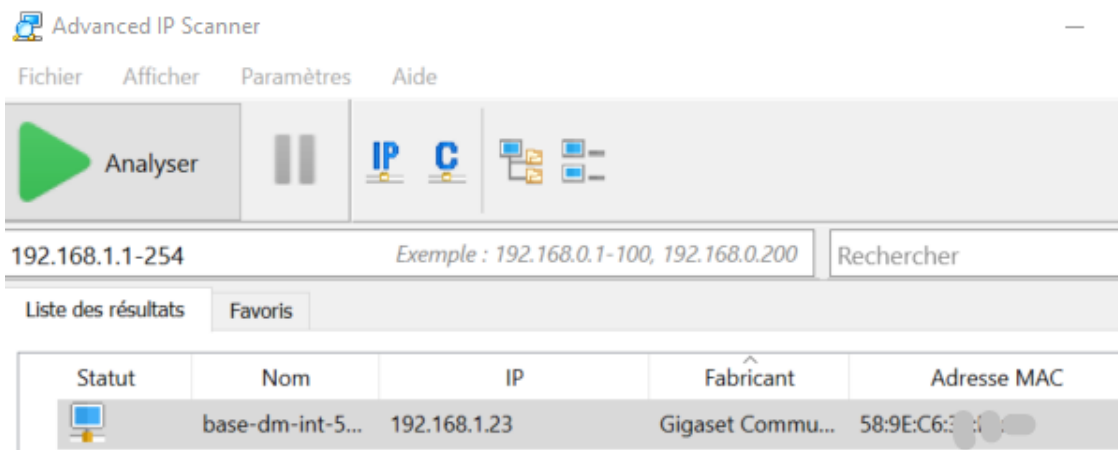 Advanced IP Scanner
Fichier Afficher Paramètres Aide
Analyser IP C
192.168.1.1-254 Exemple : 192.168.0.1-100, 192.168.0.200 Rechercher
Liste des résultats Favoris
Statut Nom IP Fabricant Adresse MAC
base-dm-int-5... 192.168.1.23 Gigaset Commu... 58:9E:C6: